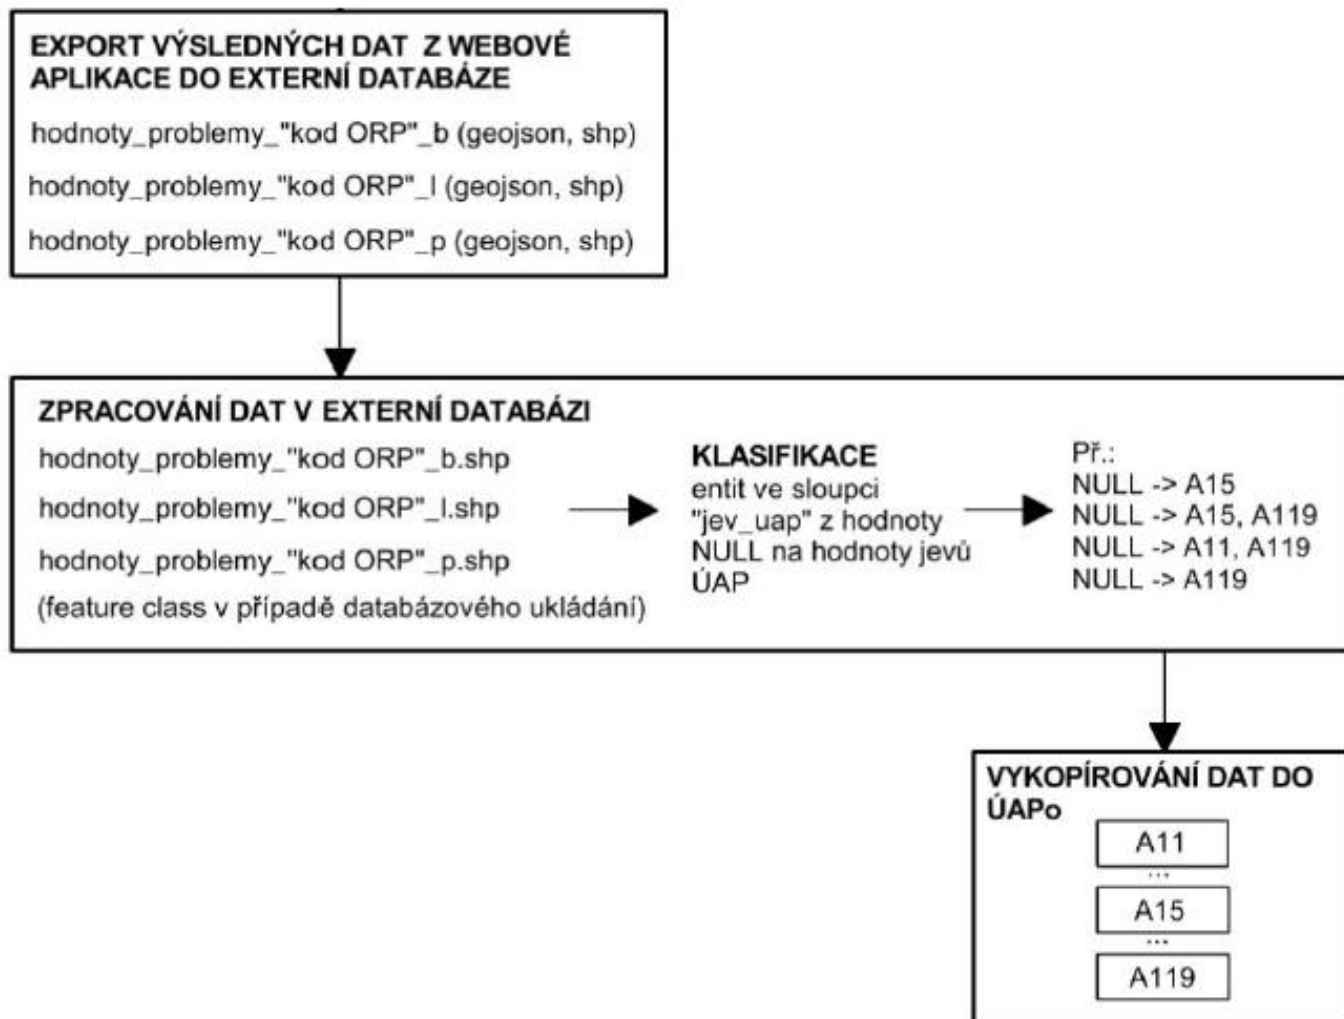 EXPORT VÝSLEDNÝCH DAT Z WEBOVÉ
APLIKACE DO EXTERNÍ DATABÁZE
hodnoty_problemy_"kod ORP"_b (geojson, shp)
hodnoty_problemy_"kod ORP"_l (geojson, shp)
hodnoty_problemy_"kod ORP"_p (geojson, shp)
ZPRACOVÁNÍ DAT V EXTERNÍ DATABÁZI
hodnoty_problemy_"kod ORP"_b.shp
hodnoty_problemy_"kod ORP"_l.shp
hodnoty_problemy_"kod ORP"_p.shp
(feature class v případě databázového ukládání)
KLASIFIKACE
entit ve sloupci
"jev_uap" z hodnoty
NULL na hodnoty jevů
ÚAP
Př.:
NULL -> A15
NULL -> A15, A119
NULL -> A11, A119
NULL -> A119
VYKOPÍROVÁNÍ DAT DO
ÚAPo
A11
...
A15
...
A119